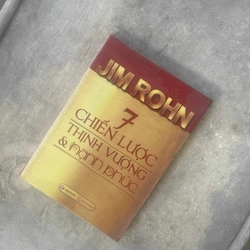 JIM ROHN
7
CHIẾN LƯỢC
THỊNH VƯỢNG
& HẠNH PHÚC